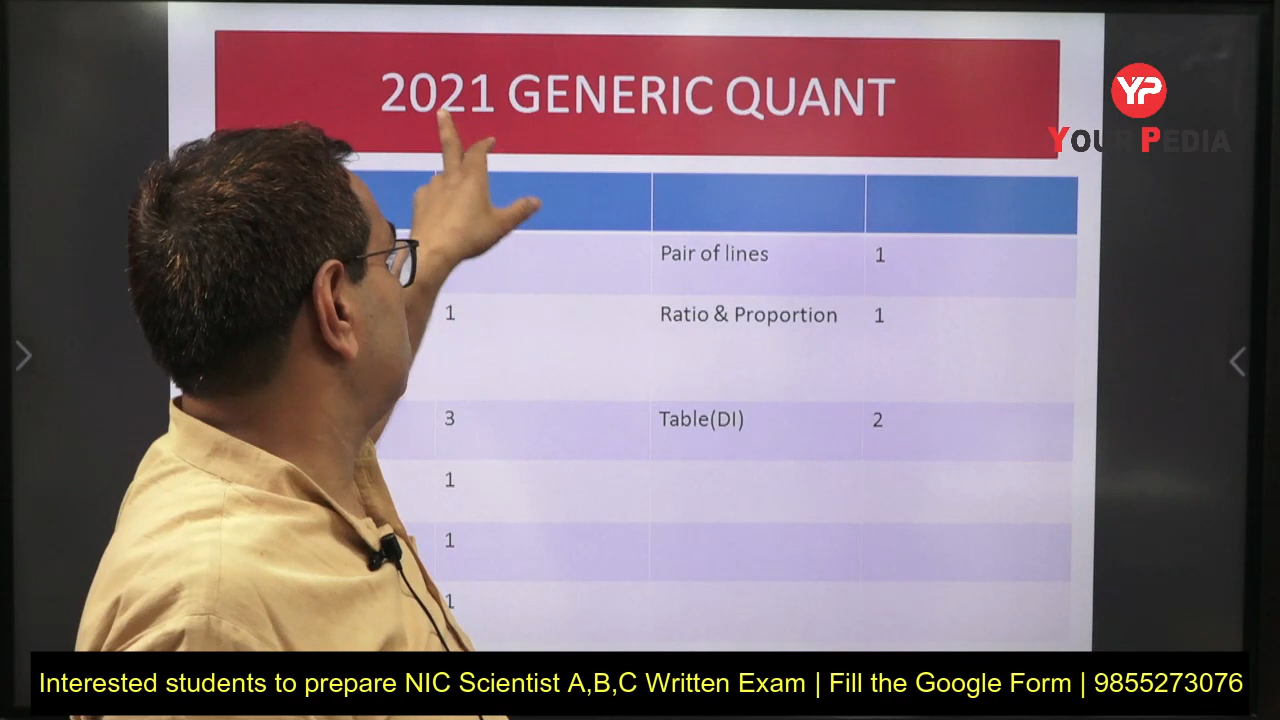 2021 GENERIC QUANT
YP
YOUR PEDIA
Pair of lines 1
1 Ratio & Proportion 1
3 Table(DI) 2
1
1
1
Interested students to prepare NIC Scientist A,B,C Written Exam | Fill the Google Form | 9855273076